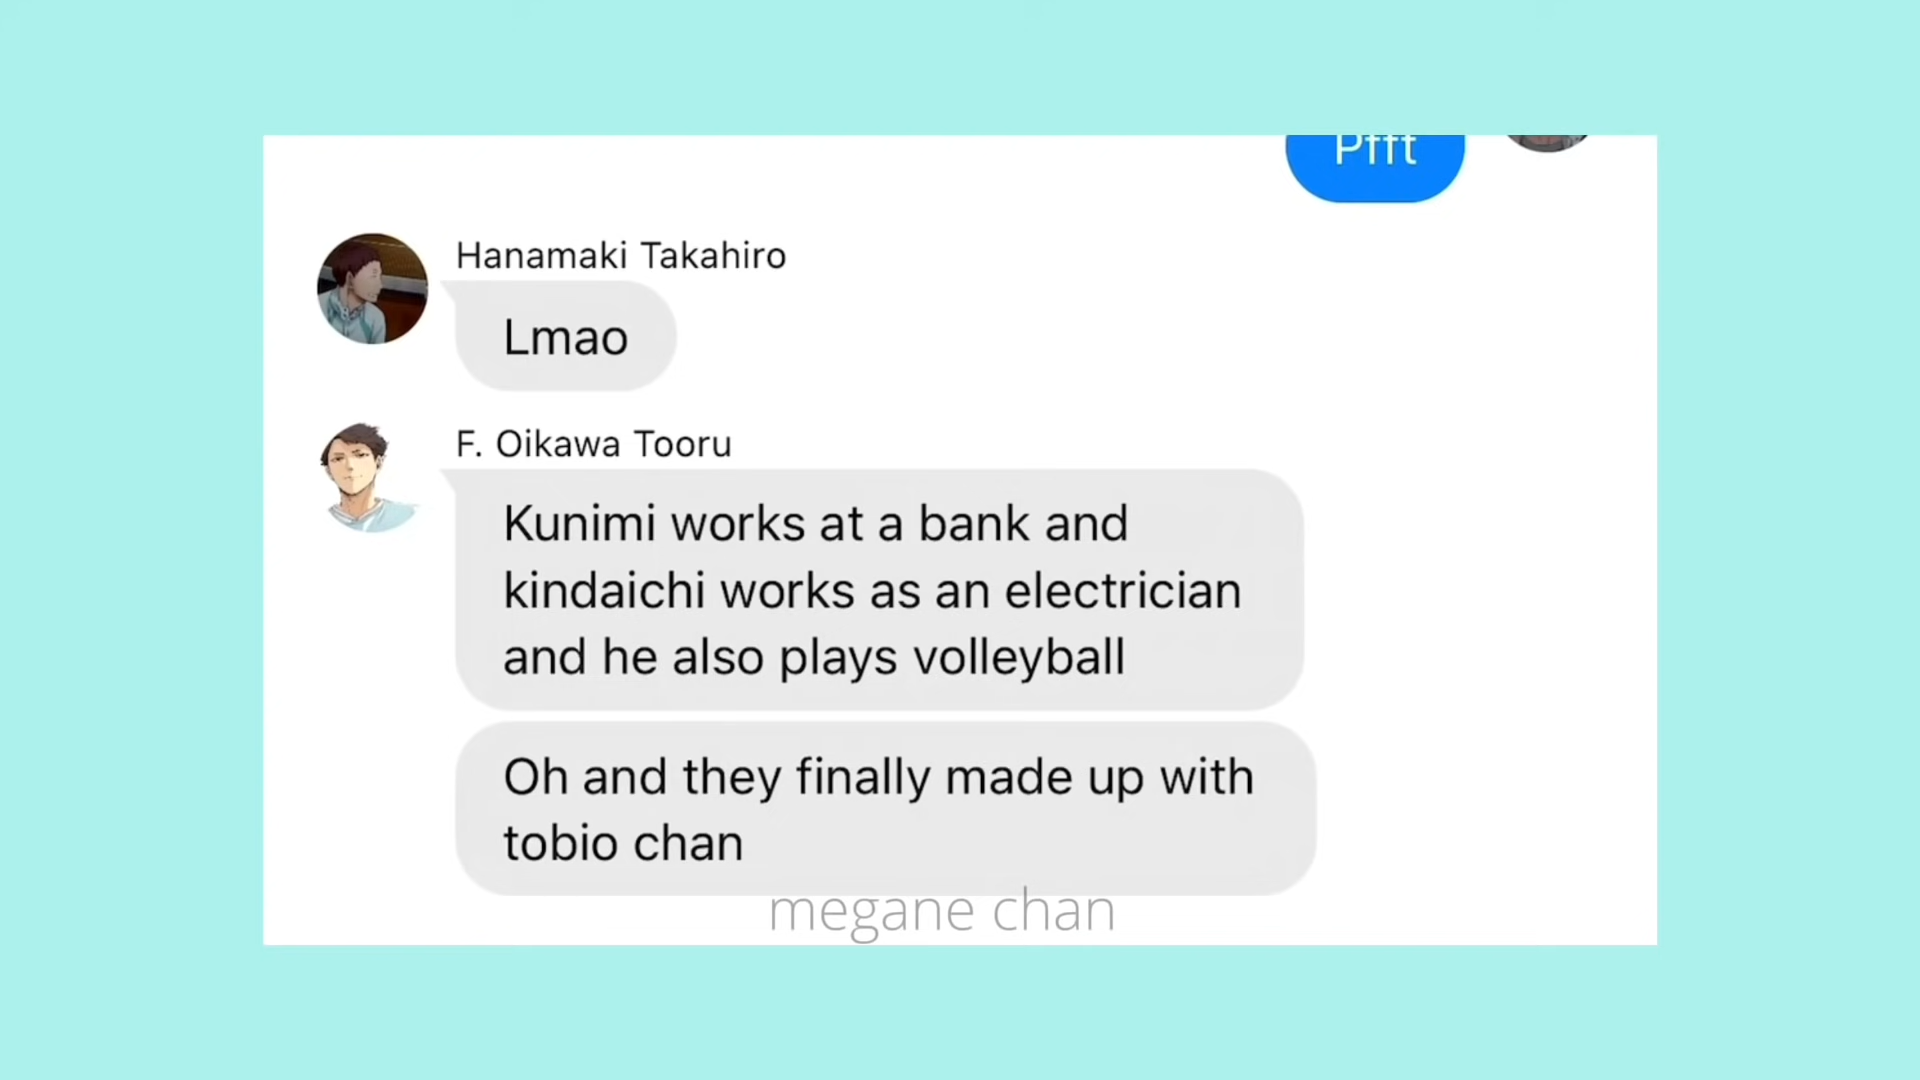 Pfft
Hanamaki Takahiro
Lmao
F. Oikawa Tooru
Kunimi works at a bank and
kindaichi works as an electrician
and he also plays volleyball
Oh and they finally made up with
tobio chan
megane chan